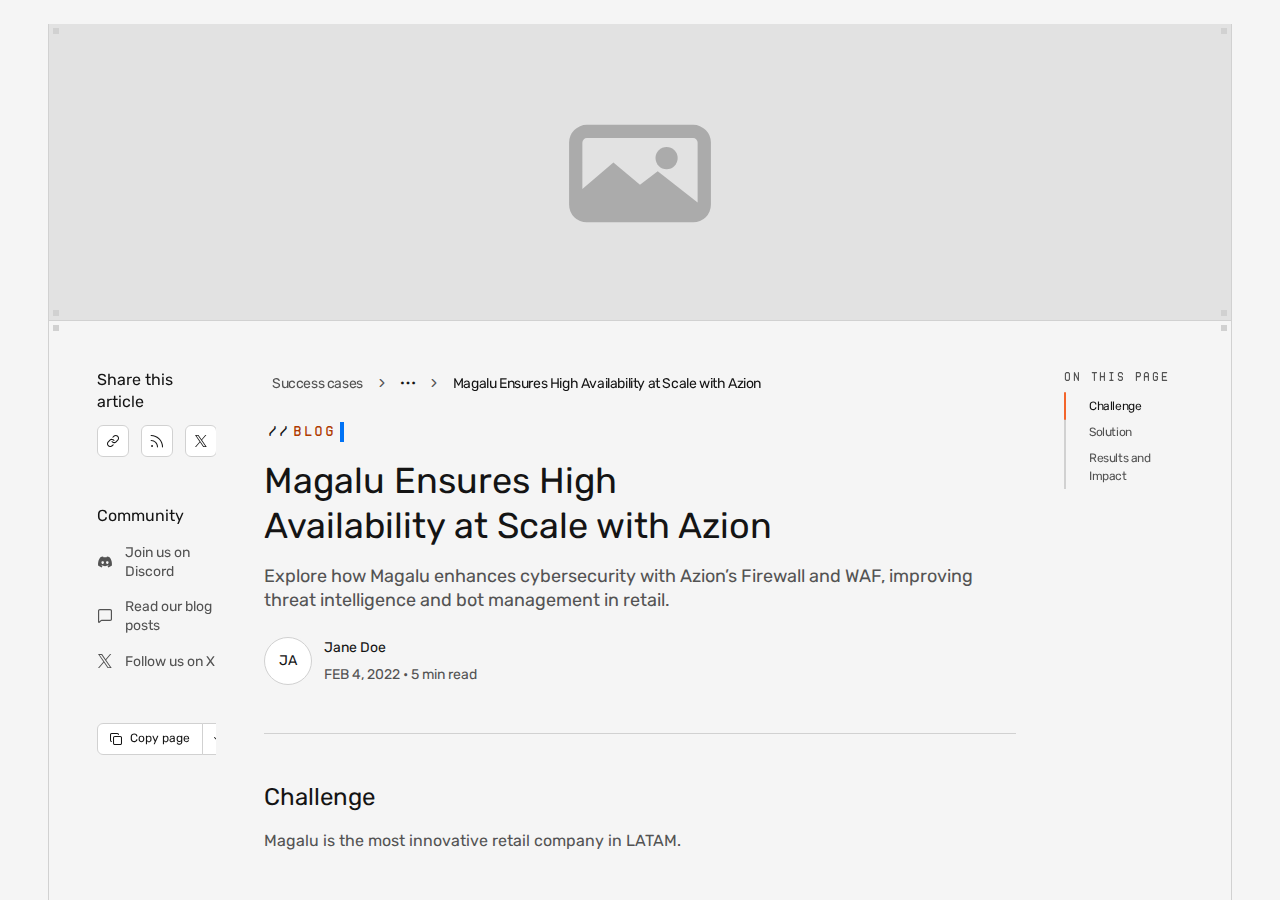 Share this
article
Community
Join us on
Discord
Read our blog
posts
Follow us on X
Copy page
Success cases
Magalu Ensures High Availability at Scale with Azion
// BLOG
Magalu Ensures High
Availability at Scale with Azion
Explore how Magalu enhances cybersecurity with Azion’s Firewall and WAF, improving
threat intelligence and bot management in retail.
JA
Jane Doe
FEB 4, 2022 • 5 min read
Challenge
Magalu is the most innovative retail company in LATAM.
ON THIS PAGE
Challenge
Solution
Results and
Impact